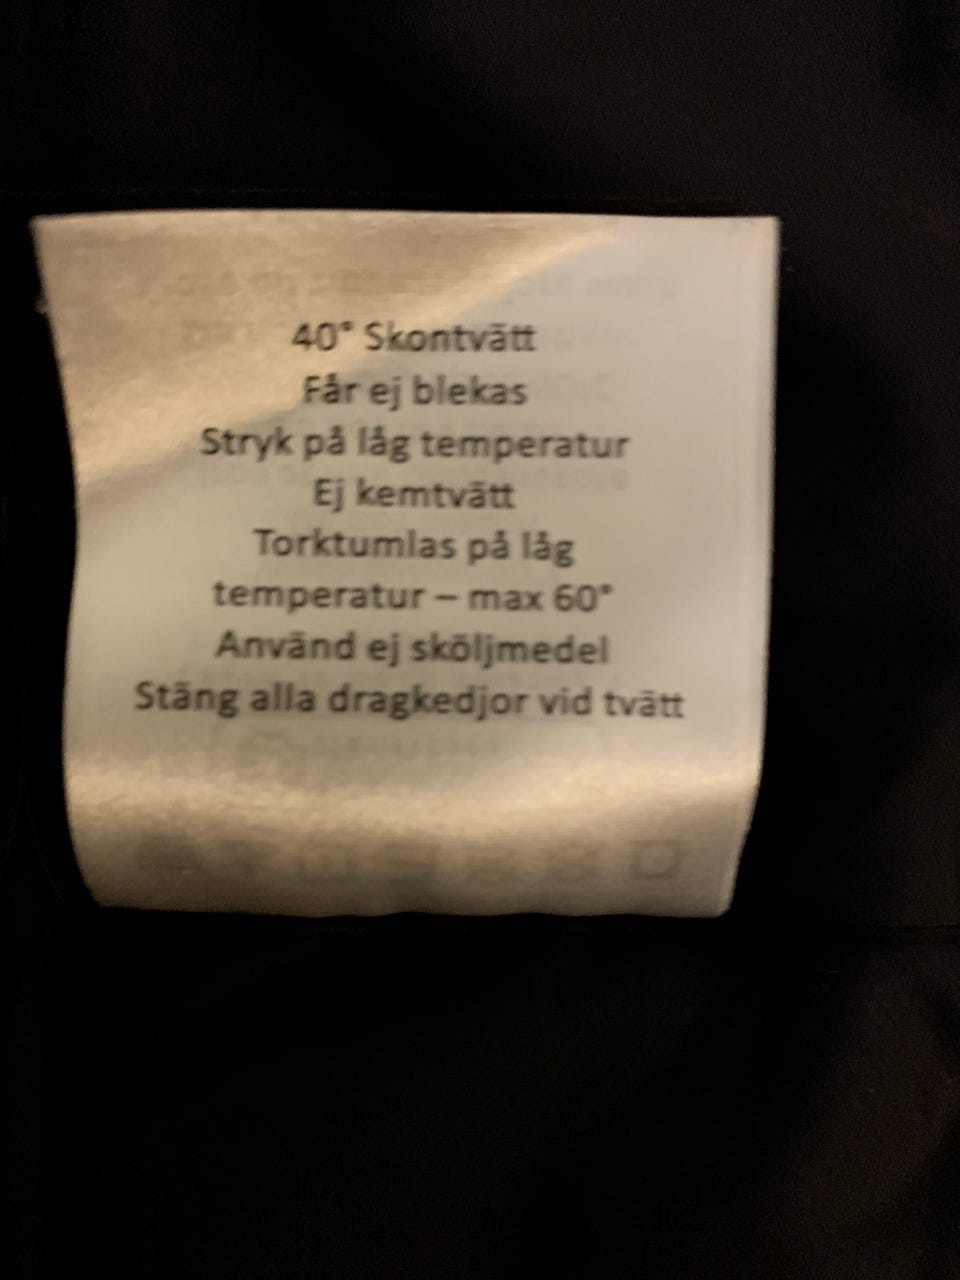 40° Skontvätt
Får ej blekas
Stryk på låg temperatur
Ej kemtvätt
Torktumlas på låg
temperatur – max 60°
Använd ej sköljmedel
Stäng alla dragkedjor vid tvätt